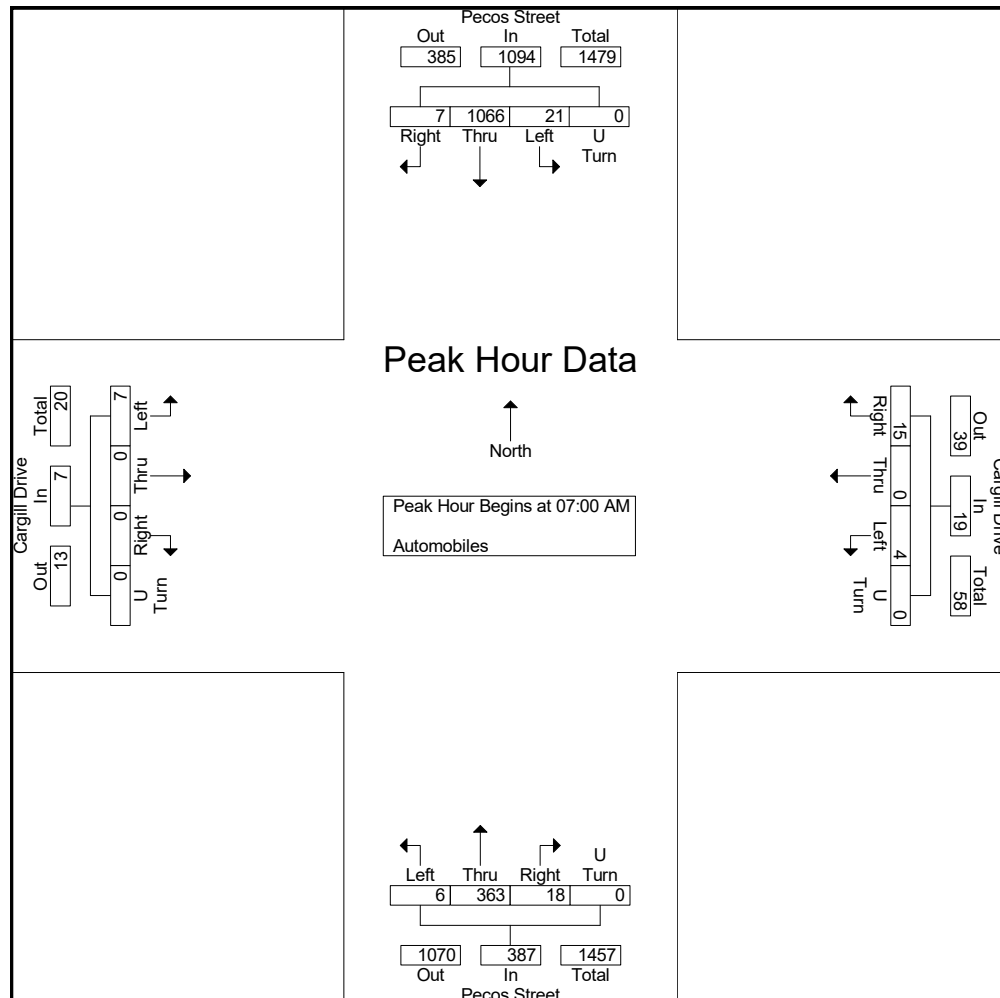 Pecos Street
Out In Total
385 1094 1479
7 1066 21 0
Right Thru Left U
Turn
Peak Hour Data
North
Peak Hour Begins at 07:00 AM
Automobiles
Cargill Drive
Total In Out
20 7 13
7 0 0 0
Left Thru Right U
Turn
Cargill Drive
Out In Total
39 19 58
15 0 4 0
Right Thru Left U
Turn
U
Left Thru Right Turn
6 363 18 0
1070 387 1457
Out In Total
Pecos Street